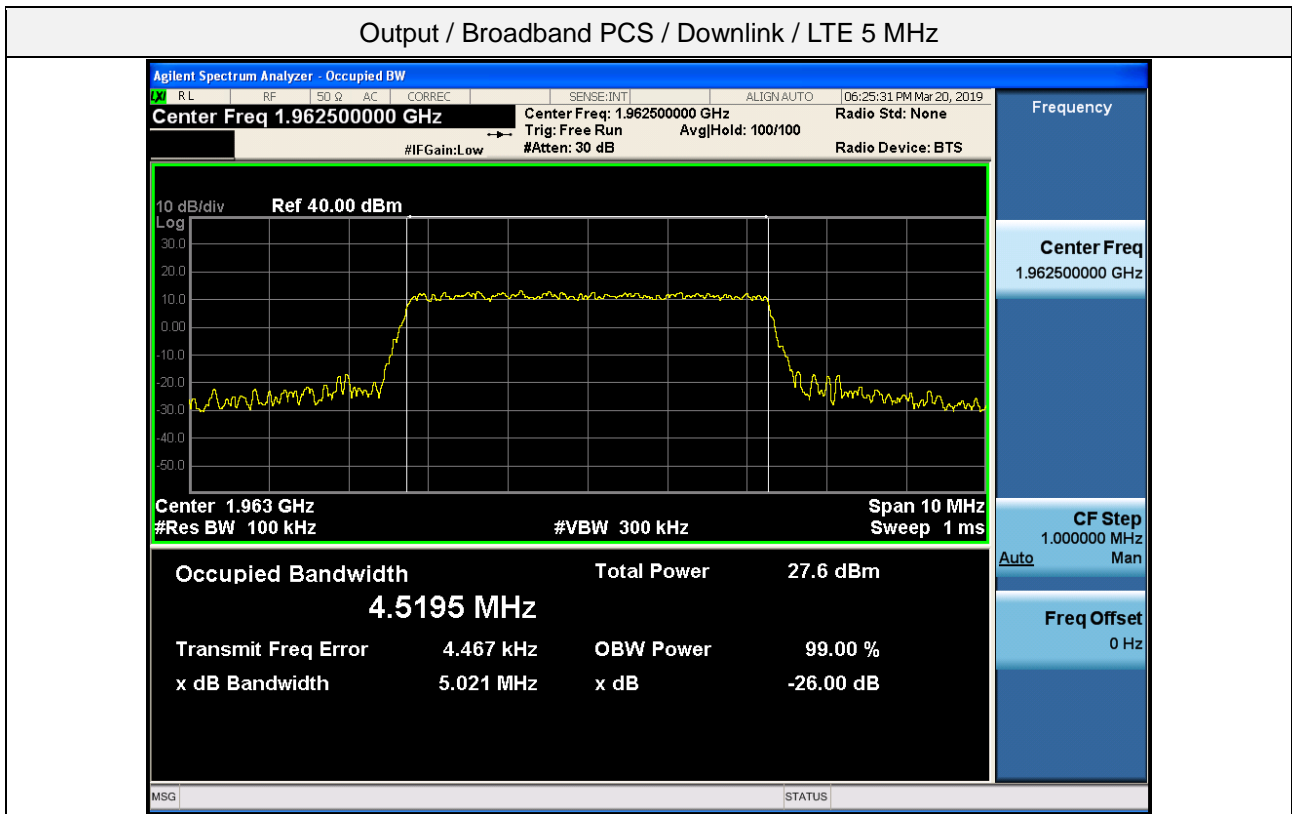 Output / Broadband PCS / Downlink / LTE 5 MHz
Agilent Spectrum Analyzer - Occupied BW
LXI RL RF 50 Ω AC CORREC SENSE:INT ALIGN AUTO 06:25:31 PM Mar 20, 2019
Center Freq 1.962500000 GHz
Center Freq: 1.962500000 GHz
Radio Std: None
Trig: Free Run Avg|Hold: 100/100
#IFGain:Low
#Atten: 30 dB
Radio Device: BTS
10 dB/div Ref 40.00 dBm
Log
30.0
20.0
10.0
0.00
-10.0
-20.0
-30.0
-40.0
-50.0
Center 1.963 GHz Span 10 MHz
#Res BW 100 kHz #VBW 300 kHz Sweep 1 ms
Occupied Bandwidth Total Power 27.6 dBm
4.5195 MHz
Transmit Freq Error 4.467 kHz OBW Power 99.00 %
x dB Bandwidth 5.021 MHz x dB -26.00 dB
Frequency
Center Freq
1.962500000 GHz
CF Step
1.000000 MHz
Auto Man
Freq Offset
0 Hz
MSG STATUS